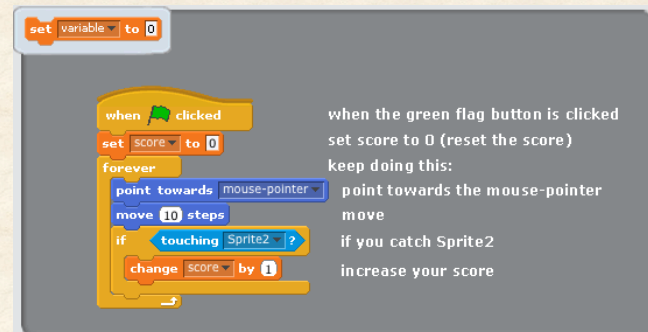 set variable to 0
when clicked when the green flag button is clicked
set score to 0 set score to 0 (reset the score)
forever keep doing this:
point towards mouse-pointer point towards the mouse-pointer
move 10 steps move
if touching Sprite2 ? if you catch Sprite2
change score by 1 increase your score